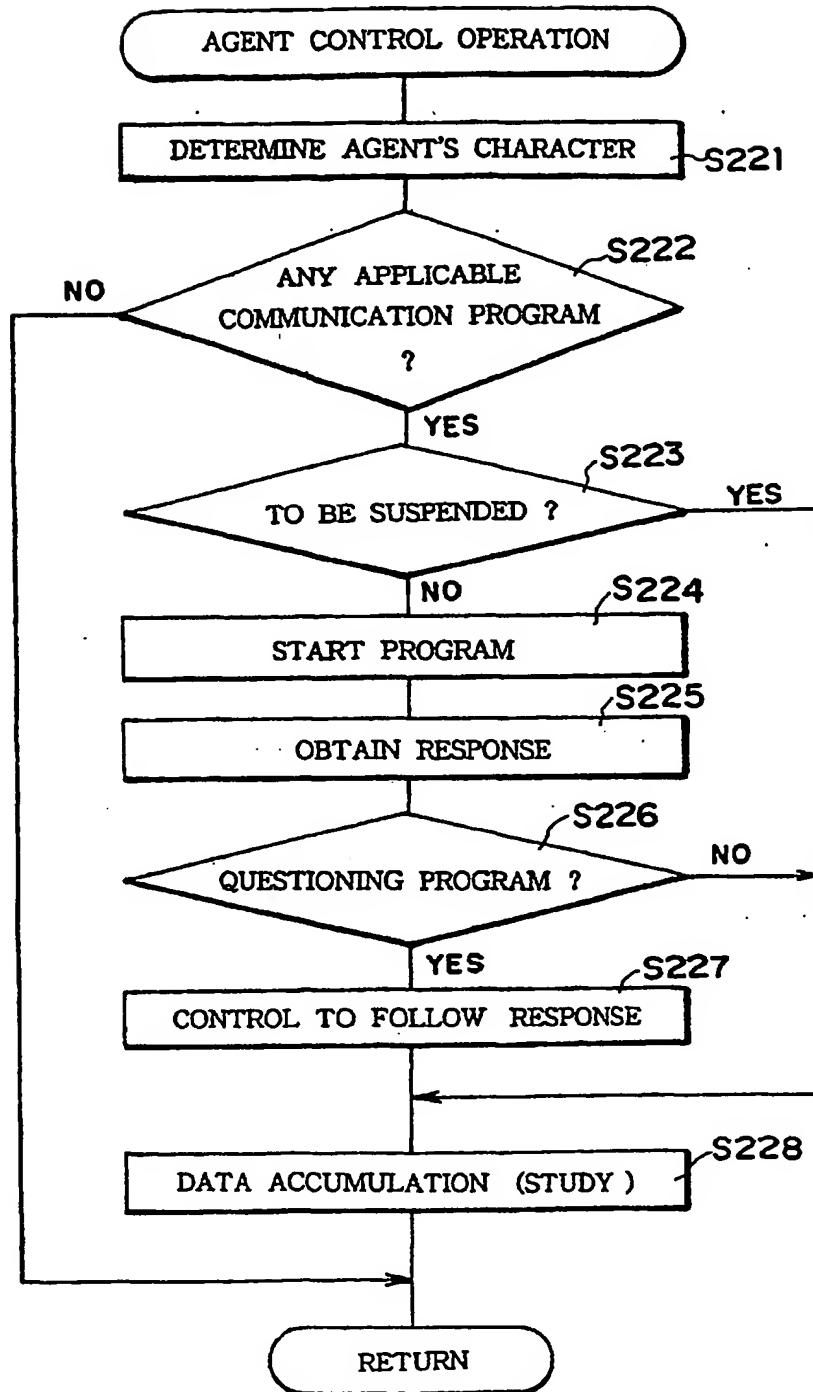 AGENT CONTROL OPERATION
DETERMINE AGENT'S CHARACTER
S221
S222
ANY APPLICABLE
COMMUNICATION PROGRAM
?
NO
YES
S223
TO BE SUSPENDED ?
YES
NO
S224
START PROGRAM
S225
OBTAIN RESPONSE
S226
QUESTIONING PROGRAM ?
NO
YES
S227
CONTROL TO FOLLOW RESPONSE
S228
DATA ACCUMULATION (STUDY)
RETURN